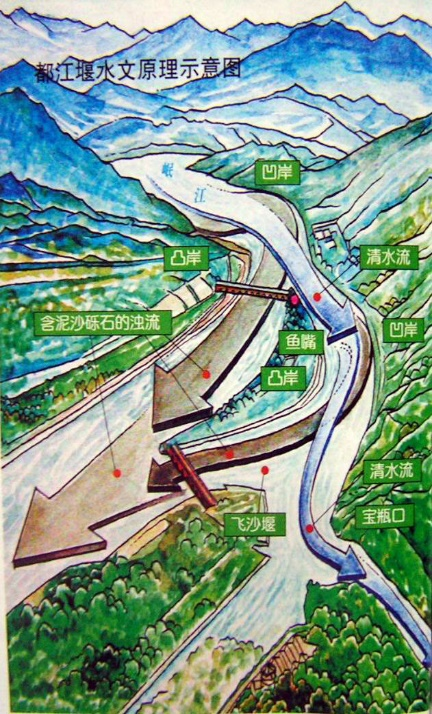 都江堰水文原理示意图
岷江
凹岸
凸岸
清水流
含泥沙砾石的浊流
鱼嘴
凹岸
凸岸
清水流
宝瓶口
飞沙堰